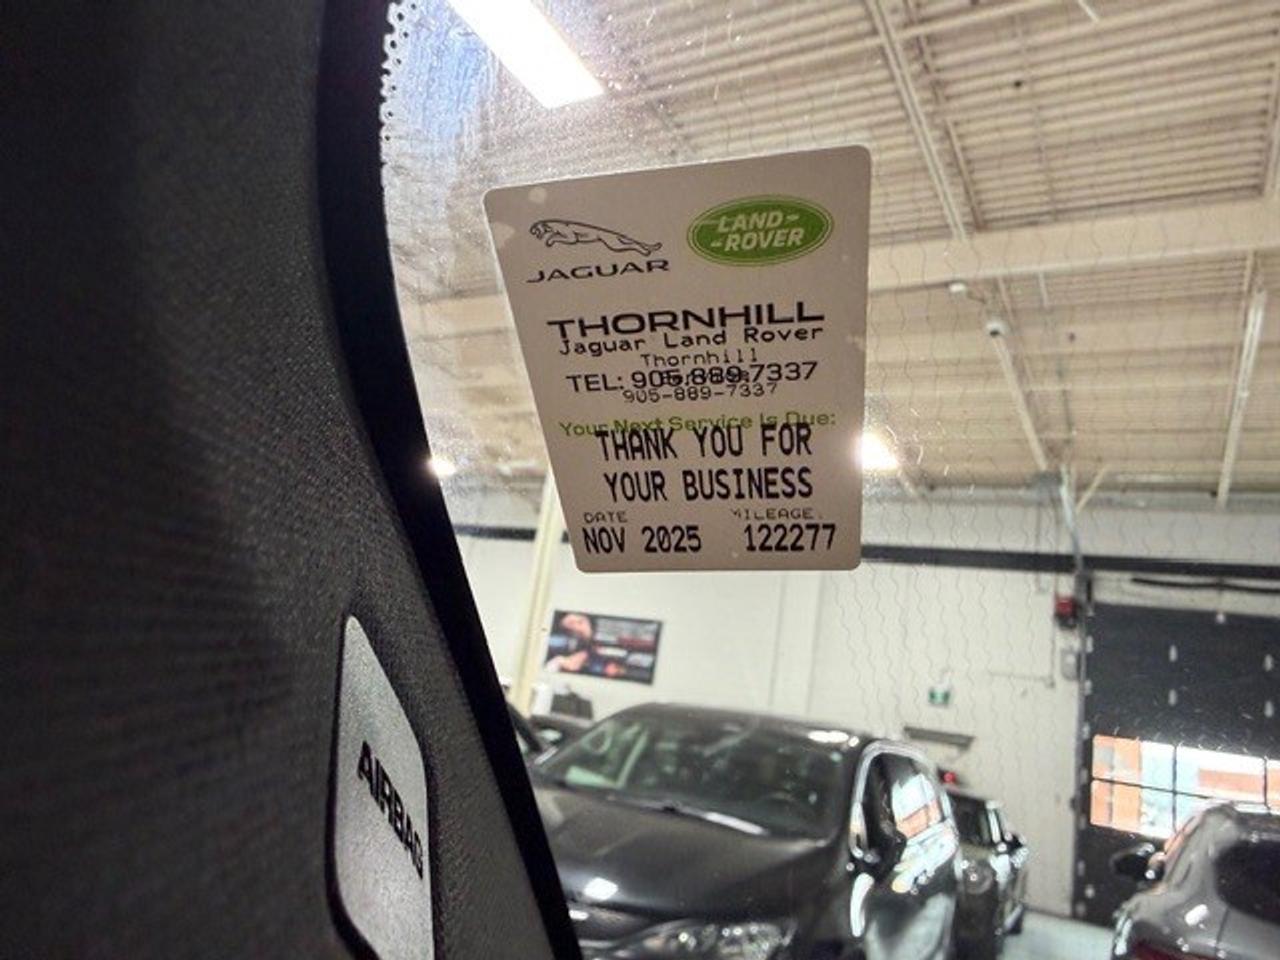 JAGUAR
LAND-
-ROVER
THORNHILL
Jaguar Land Rover
Thornhill
TEL: 905.889.7337
905-889-7337
Your Next Service Is Due:
THANK YOU FOR
YOUR BUSINESS
DATE MILEAGE
NOV 2025 122277
AIRBAG